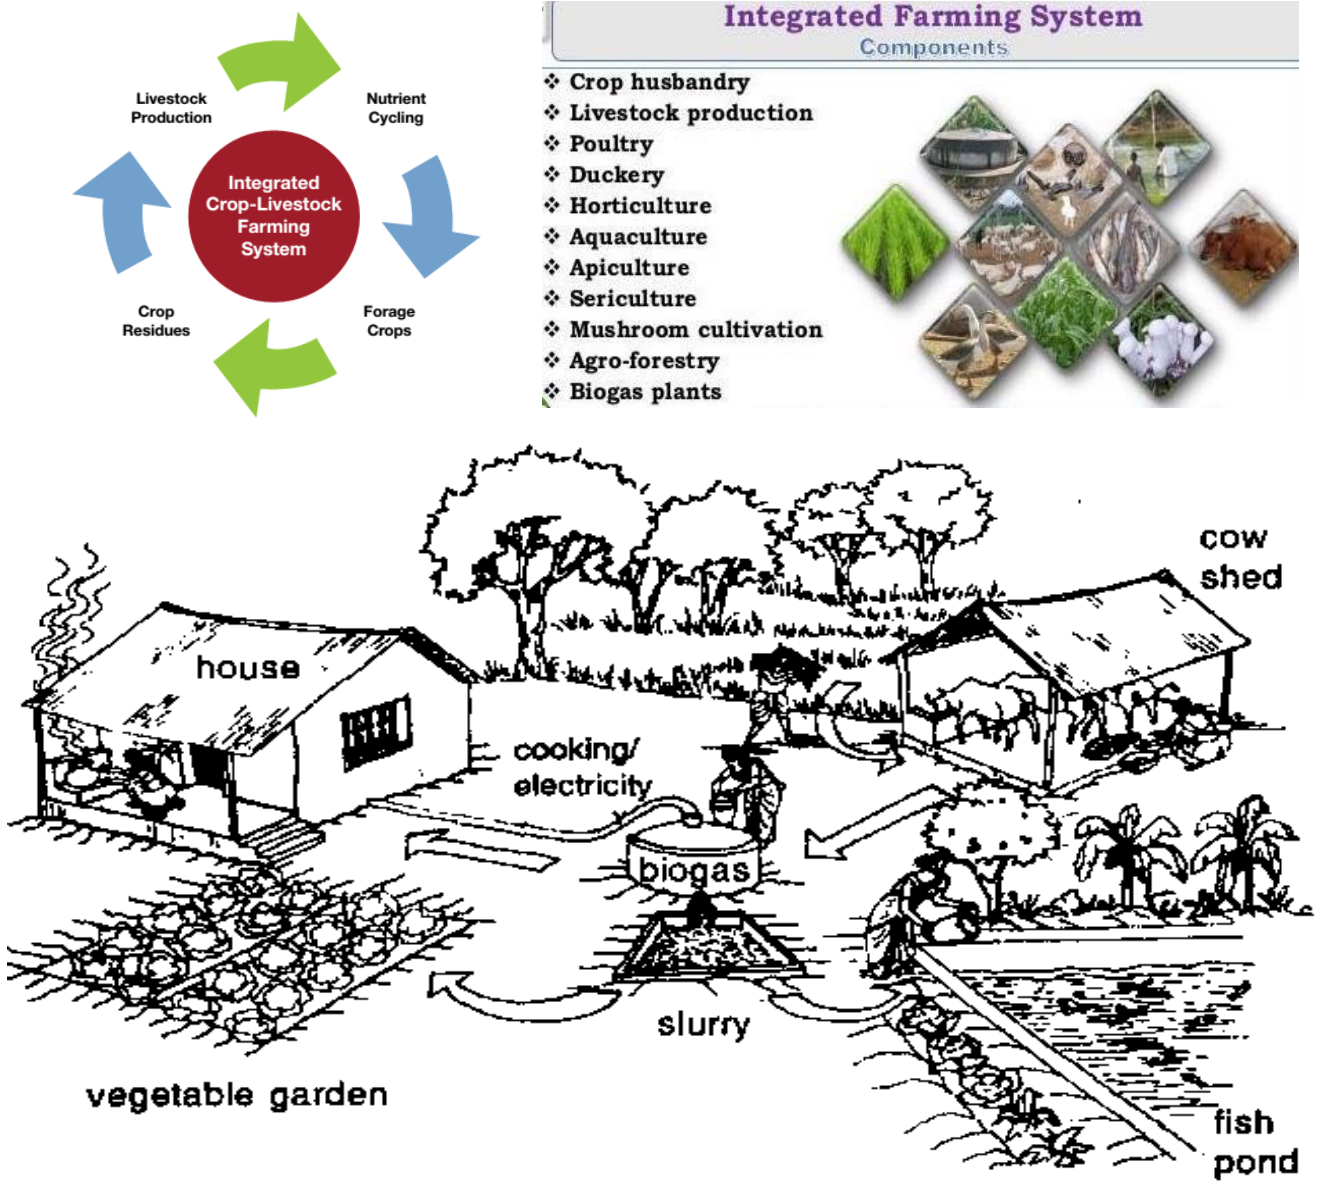 Livestock
Production
Nutrient
Cycling
Integrated
Crop-Livestock
Farming
System
Crop
Residues
Forage
Crops
Integrated Farming System
Components
❖ Crop husbandry
❖ Livestock production
❖ Poultry
❖ Duckery
❖ Horticulture
❖ Aquaculture
❖ Apiculture
❖ Sericulture
❖ Mushroom cultivation
❖ Agro-forestry
❖ Biogas plants
cow
shed
house
cooking/
electricity
biogas
slurry
vegetable garden
fish
pond